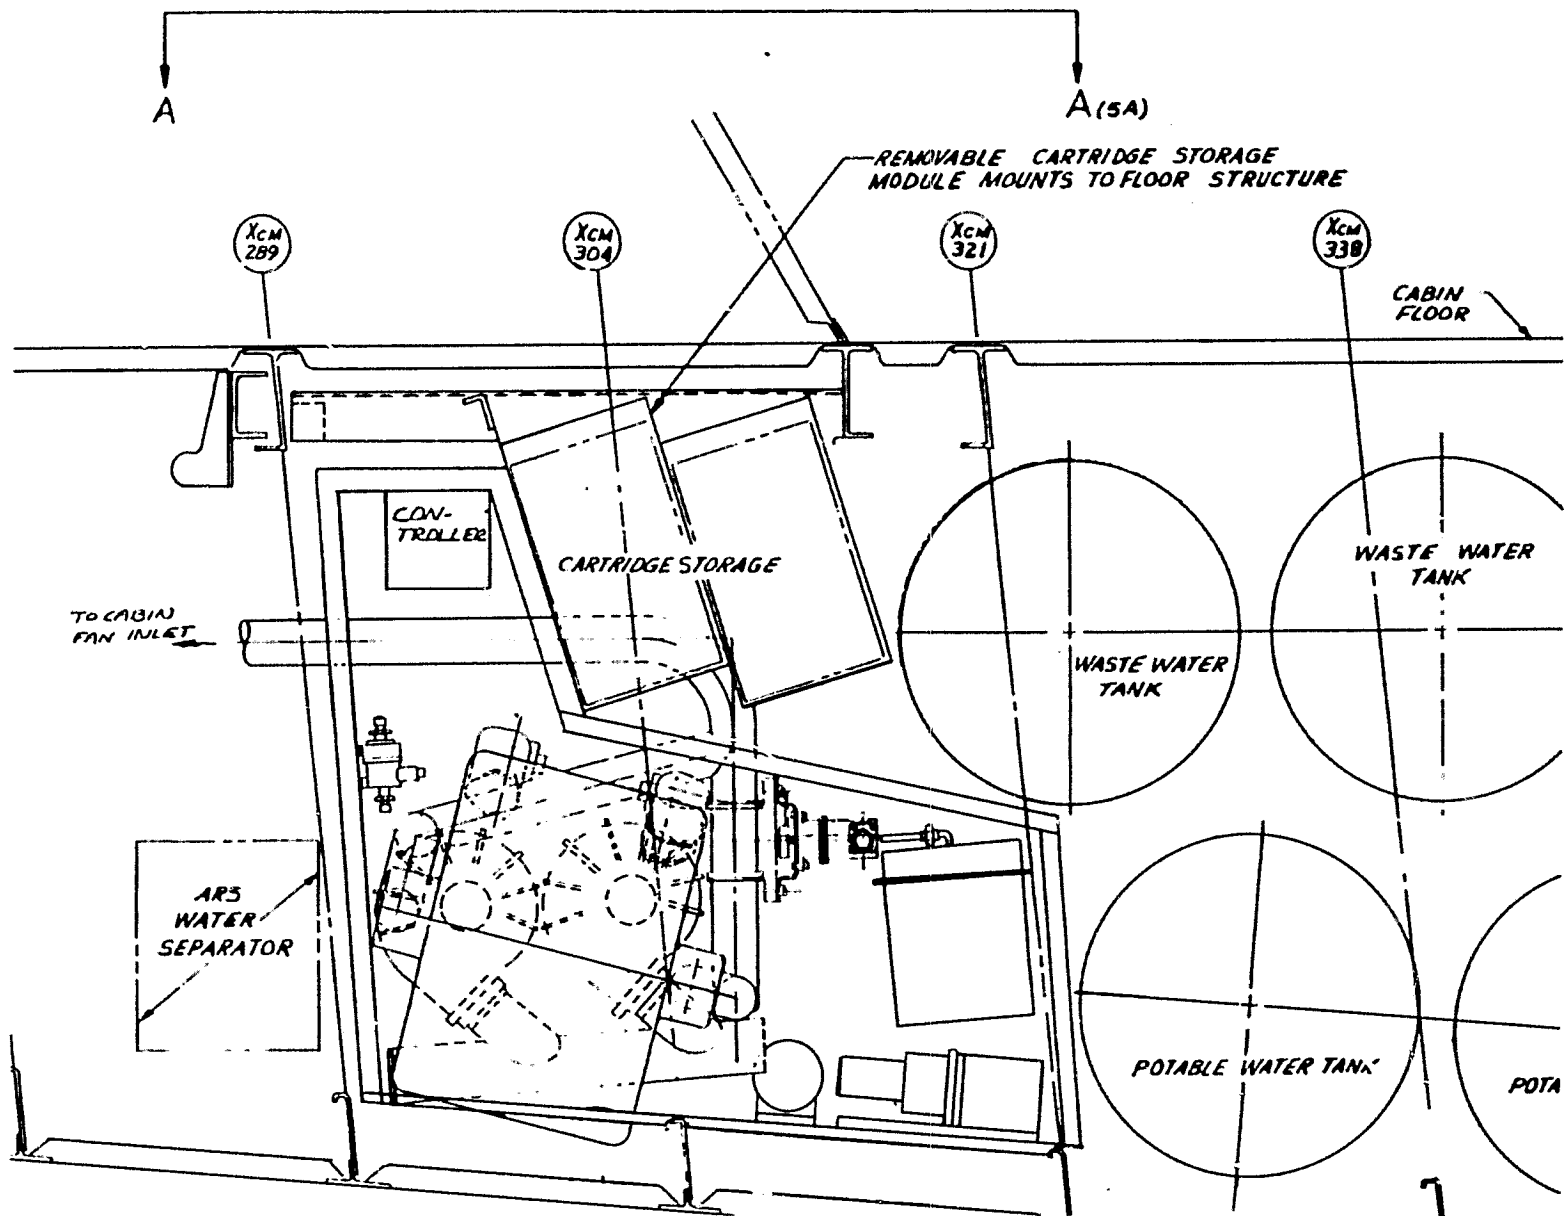 A
A (5A)
REMOVABLE CARTRIDGE STORAGE
MODULE MOUNTS TO FLOOR STRUCTURE
XCM
289
XCM
304
XCM
321
XCM
338
CABIN
FLOOR
CON-
TROLLER
CARTRIDGE STORAGE
WASTE WATER
TANK
TO CABIN
FAN INLET
WASTE WATER
TANK
ARS
WATER
SEPARATOR
POTABLE WATER TANK
POTA